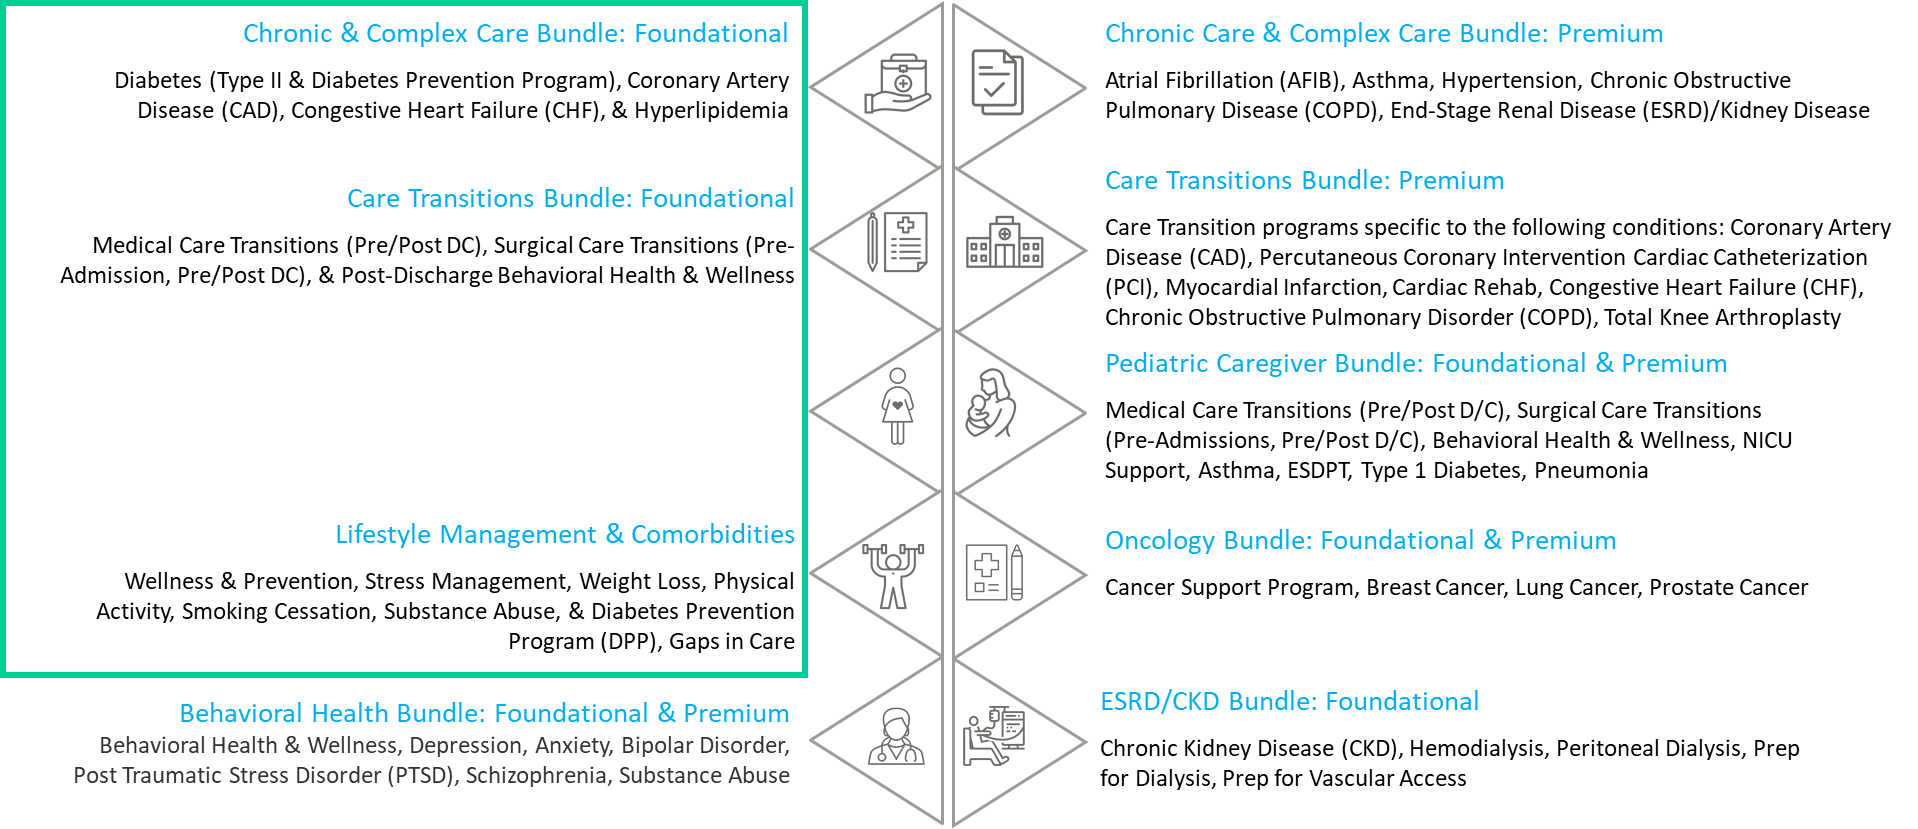 Chronic & Complex Care Bundle: Foundational
Diabetes (Type II & Diabetes Prevention Program), Coronary Artery
Disease (CAD), Congestive Heart Failure (CHF), & Hyperlipidemia
Care Transitions Bundle: Foundational
Medical Care Transitions (Pre/Post DC), Surgical Care Transitions (Pre-
Admission, Pre/Post DC), & Post-Discharge Behavioral Health & Wellness
Lifestyle Management & Comorbidities
Wellness & Prevention, Stress Management, Weight Loss, Physical
Activity, Smoking Cessation, Substance Abuse, & Diabetes Prevention
Program (DPP), Gaps in Care
Behavioral Health Bundle: Foundational & Premium
Behavioral Health & Wellness, Depression, Anxiety, Bipolar Disorder,
Post Traumatic Stress Disorder (PTSD), Schizophrenia, Substance Abuse
Chronic Care & Complex Care Bundle: Premium
Atrial Fibrillation (AFIB), Asthma, Hypertension, Chronic Obstructive
Pulmonary Disease (COPD), End-Stage Renal Disease (ESRD)/Kidney Disease
Care Transitions Bundle: Premium
Care Transition programs specific to the following conditions: Coronary Artery
Disease (CAD), Percutaneous Coronary Intervention Cardiac Catheterization
(PCI), Myocardial Infarction, Cardiac Rehab, Congestive Heart Failure (CHF),
Chronic Obstructive Pulmonary Disorder (COPD), Total Knee Arthroplasty
Pediatric Caregiver Bundle: Foundational & Premium
Medical Care Transitions (Pre/Post D/C), Surgical Care Transitions
(Pre-Admissions, Pre/Post D/C), Behavioral Health & Wellness, NICU
Support, Asthma, ESDPT, Type 1 Diabetes, Pneumonia
Oncology Bundle: Foundational & Premium
Cancer Support Program, Breast Cancer, Lung Cancer, Prostate Cancer
ESRD/CKD Bundle: Foundational
Chronic Kidney Disease (CKD), Hemodialysis, Peritoneal Dialysis, Prep
for Dialysis, Prep for Vascular Access